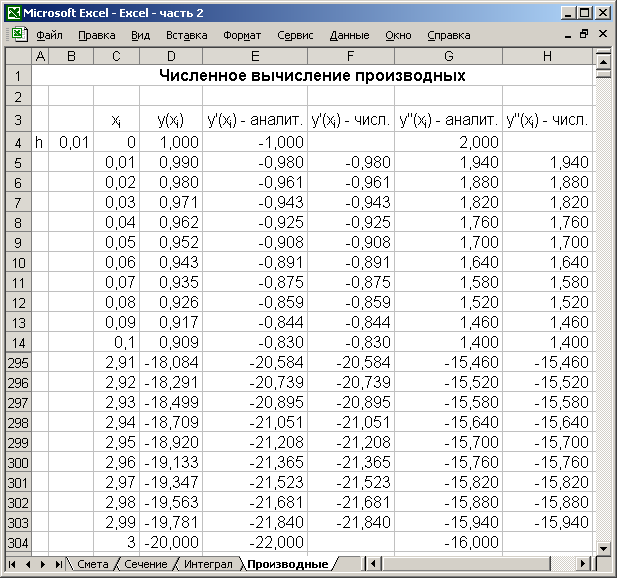 Microsoft Excel - Excel - часть 2
Файл Правка Вид Вставка Формат Сервис Данные Окно Справка
A B C D E F G H
1 Численное вычисление производных
2
3 xi y(xi) y'(xi) - аналит. y'(xi) - числ. y''(xi) - аналит. y''(xi) - числ.
4 h 0,01 0 1,000 -1,000 2,000
5 0,01 0,990 -0,980 -0,980 1,940 1,940
6 0,02 0,980 -0,961 -0,961 1,880 1,880
7 0,03 0,971 -0,943 -0,943 1,820 1,820
8 0,04 0,962 -0,925 -0,925 1,760 1,760
9 0,05 0,952 -0,908 -0,908 1,700 1,700
10 0,06 0,943 -0,891 -0,891 1,640 1,640
11 0,07 0,935 -0,875 -0,875 1,580 1,580
12 0,08 0,926 -0,859 -0,859 1,520 1,520
13 0,09 0,917 -0,844 -0,844 1,460 1,460
14 0,1 0,909 -0,830 -0,830 1,400 1,400
295 2,91 -18,084 -20,584 -20,584 -15,460 -15,460
296 2,92 -18,291 -20,739 -20,739 -15,520 -15,520
297 2,93 -18,499 -20,895 -20,895 -15,580 -15,580
298 2,94 -18,709 -21,051 -21,051 -15,640 -15,640
299 2,95 -18,920 -21,208 -21,208 -15,700 -15,700
300 2,96 -19,133 -21,365 -21,365 -15,760 -15,760
301 2,97 -19,347 -21,523 -21,523 -15,820 -15,820
302 2,98 -19,563 -21,681 -21,681 -15,880 -15,880
303 2,99 -19,781 -21,840 -21,840 -15,940 -15,940
304 3 -20,000 -22,000 -16,000
Смета Сечение Интеграл Производные